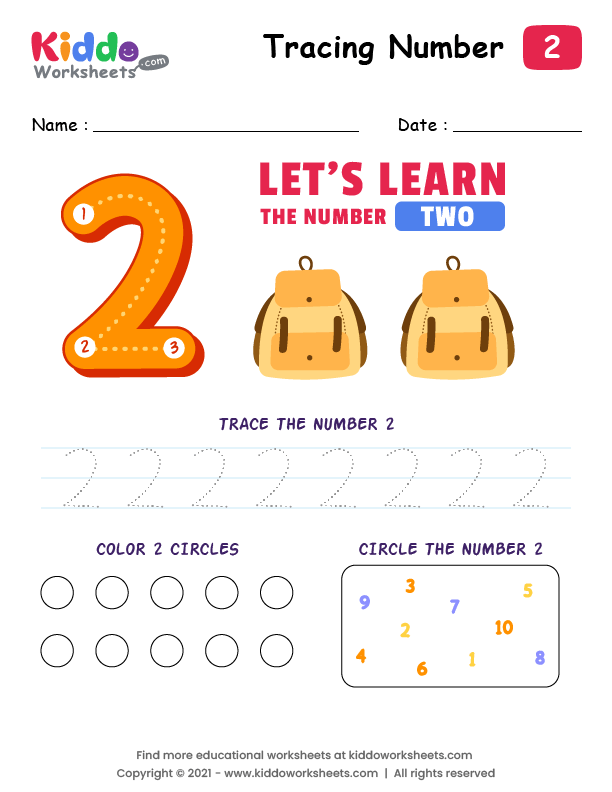 Kiddo
Worksheets.com
Tracing Number 2
Name : Date :
LET'S LEARN
THE NUMBER TWO
1
2 3
TRACE THE NUMBER 2
2 2 2 2 2 2 2 2
COLOR 2 CIRCLES
CIRCLE THE NUMBER 2
3 5
9 7
2 10
4 1 8
6
Find more educational worksheets at kiddoworksheets.com
Copyright © 2021 - www.kiddoworksheets.com | All rights reserved